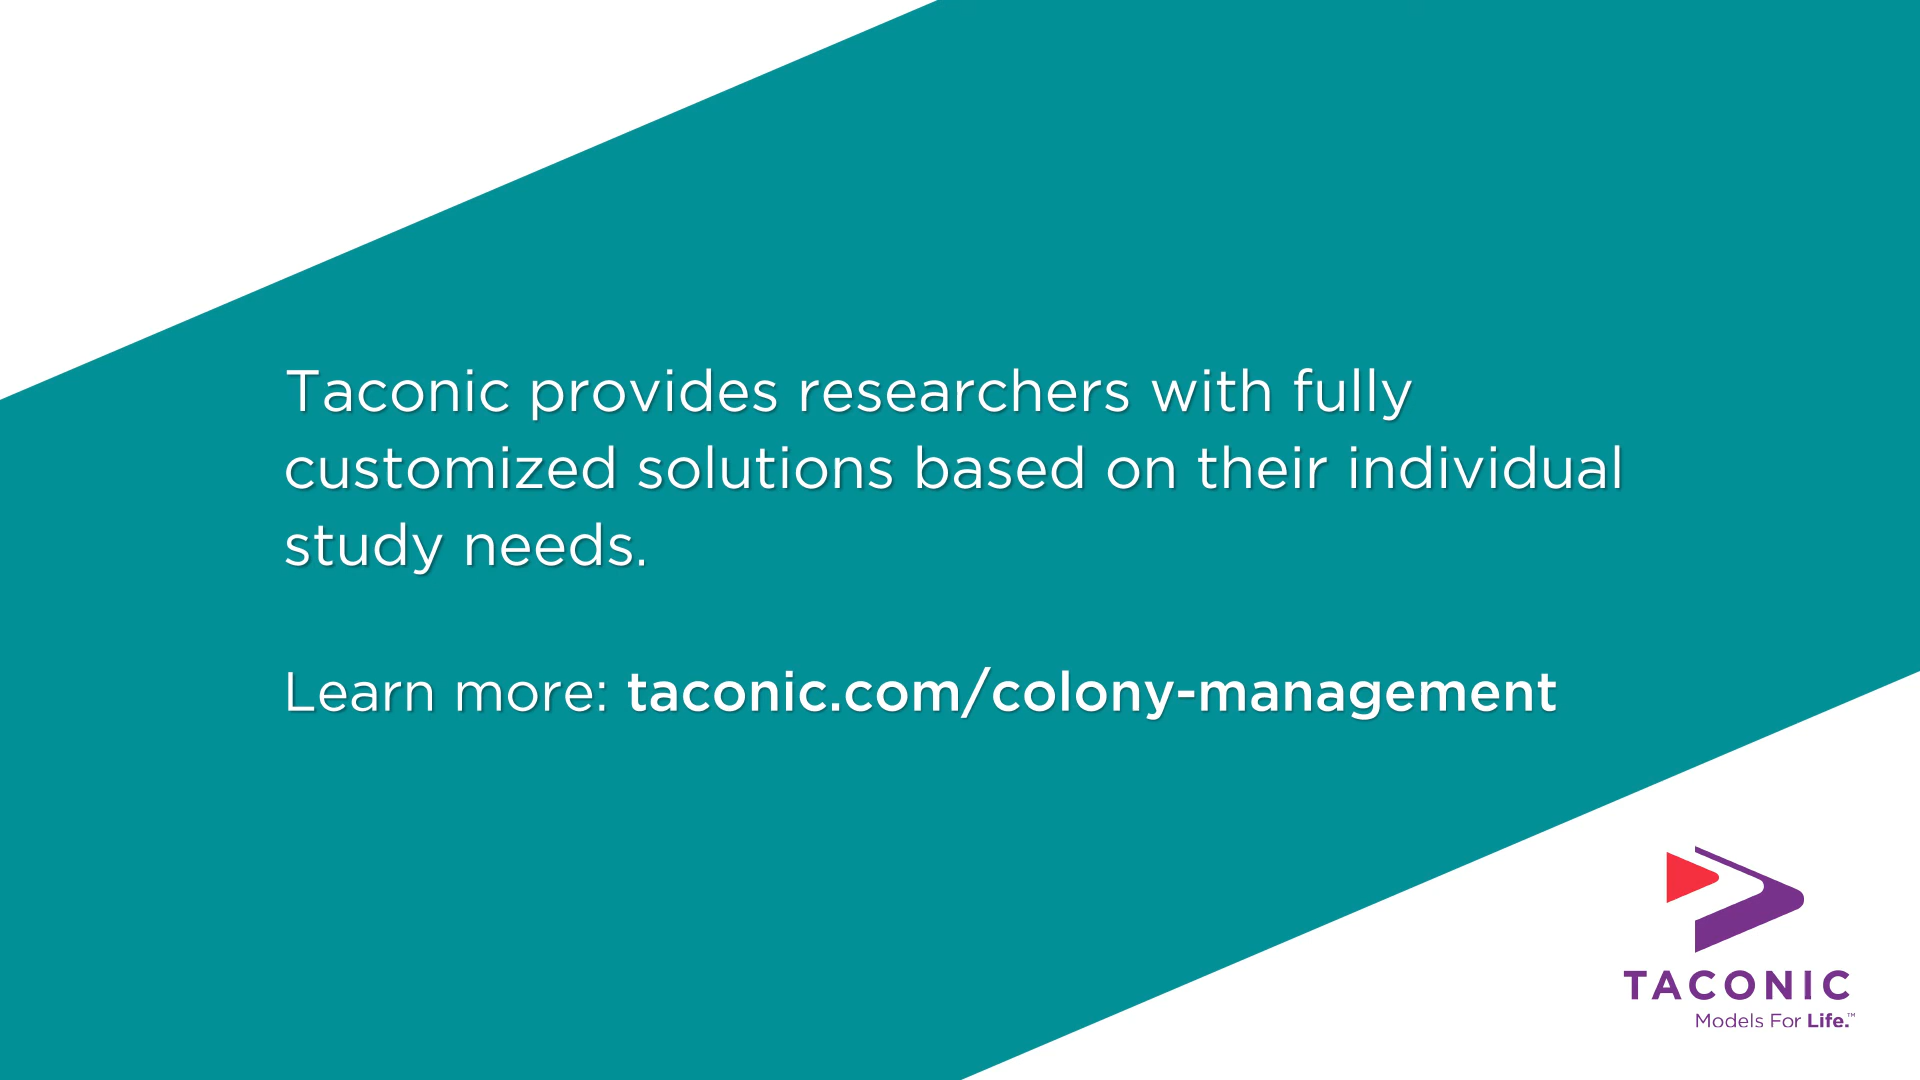 Taconic provides researchers with fully
customized solutions based on their individual
study needs.
Learn more: taconic.com/colony-management
TACONIC
Models For Life.™